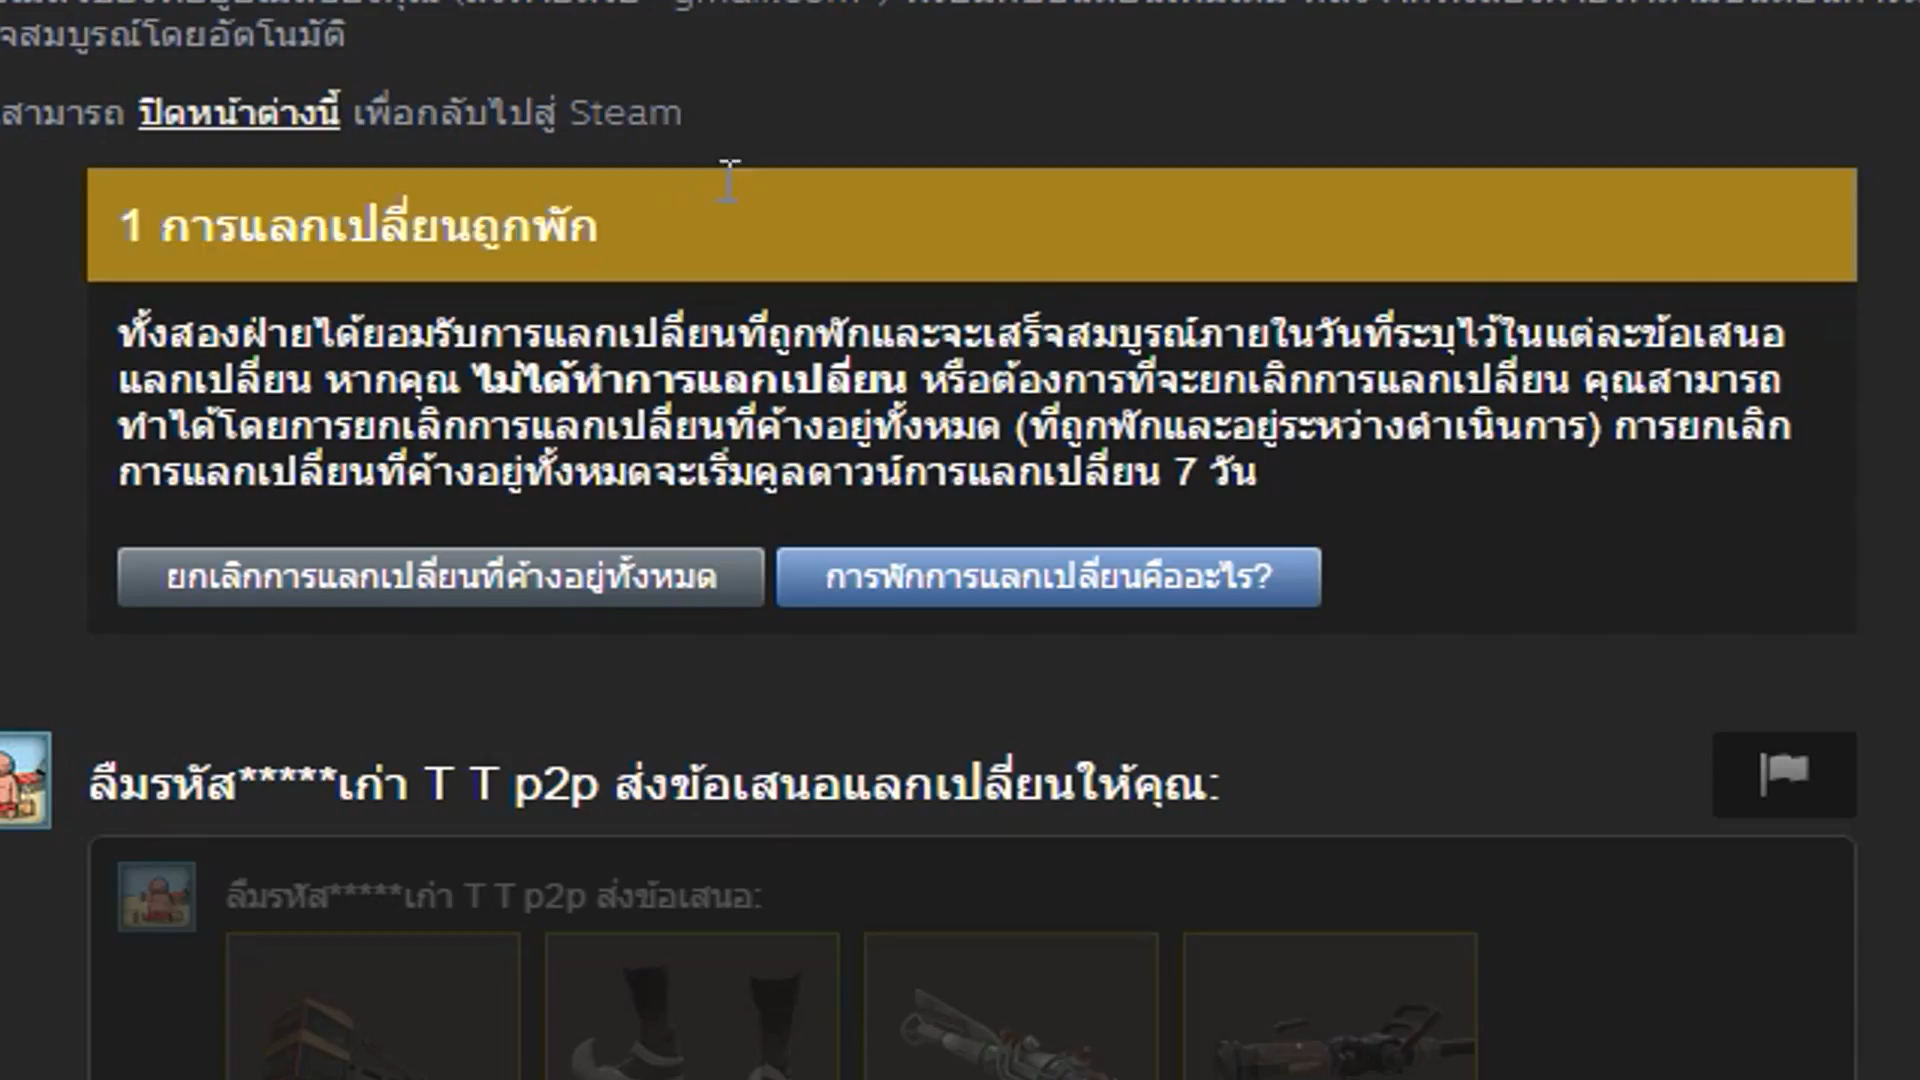 จสมบูรณ์โดยอัตโนมัติ
สามารถ ปิดหน้าต่างนี้ เพื่อกลับไปสู่ Steam
1 การแลกเปลี่ยนถูกพัก
ทั้งสองฝ่ายได้ยอมรับการแลกเปลี่ยนที่ถูกพักและจะเสร็จสมบูรณ์ภายในวันที่ระบุไว้ในแต่ละข้อเสนอ
แลกเปลี่ยน หากคุณ ไม่ได้ทำการแลกเปลี่ยน หรือต้องการที่จะยกเลิกการแลกเปลี่ยน คุณสามารถ
ทำได้โดยการยกเลิกการแลกเปลี่ยนที่ค้างอยู่ทั้งหมด (ที่ถูกพักและอยู่ระหว่างดำเนินการ) การยกเลิก
การแลกเปลี่ยนที่ค้างอยู่ทั้งหมดจะเริ่มคูลดาวน์การแลกเปลี่ยน 7 วัน
ยกเลิกการแลกเปลี่ยนที่ค้างอยู่ทั้งหมด การพักการแลกเปลี่ยนคืออะไร?
ลืมรหัส*****เก่า T T p2p ส่งข้อเสนอแลกเปลี่ยนให้คุณ:
ลืมรหัส*****เก่า T T p2p ส่งข้อเสนอ: